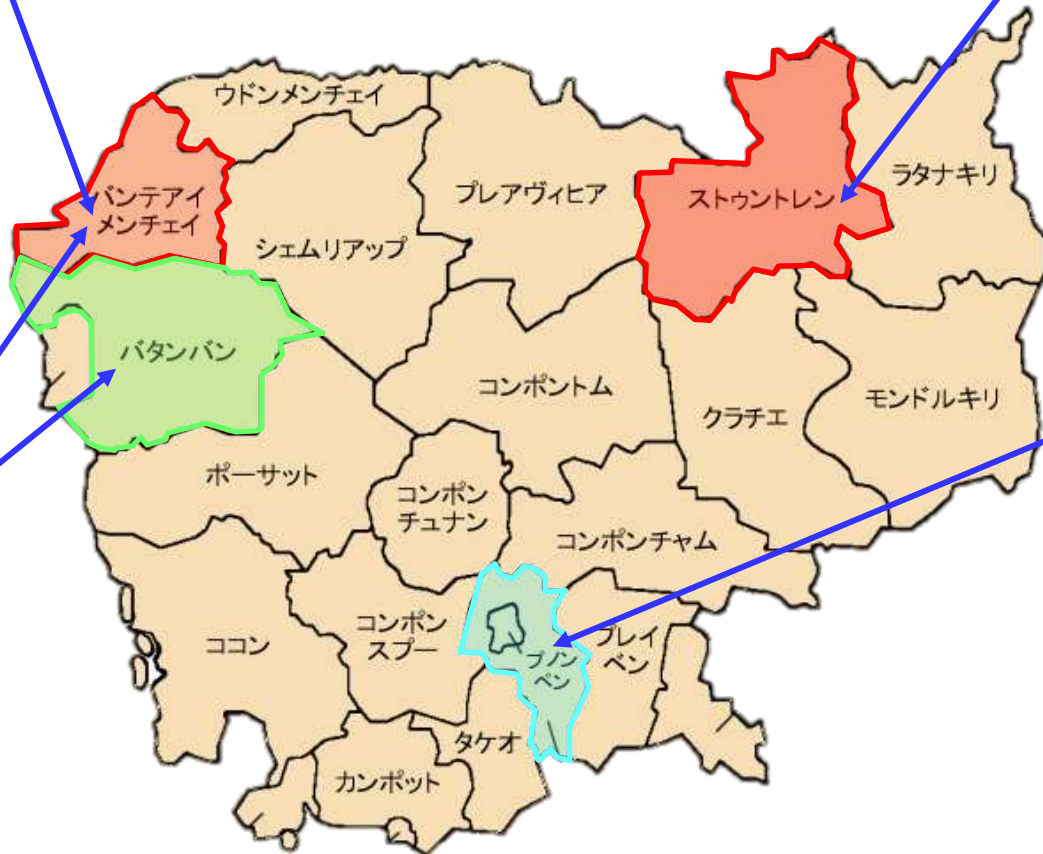 ウドンメンチェイ
バンテアイ
メンチェイ
プレアヴィヒア
ストゥントレン
ラタナキリ
シェムリアップ
バタンバン
コンポントム
クラチエ
モンドルキリ
ポーサット
コンポン
チュナン
コンポンチャム
ココン
コンポン
スプー
プノン
ペン
プレイ
ベン
タケオ
カンポット